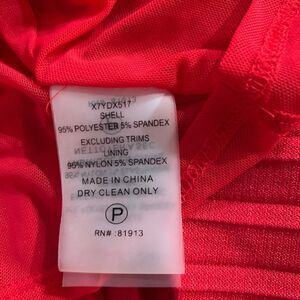 X7YDX517
SHELL
95% POLYESTER 5% SPANDEX
EXCLUDING TRIMS
LINING
95% NYLON 5% SPANDEX
MADE IN CHINA
DRY CLEAN ONLY
P
RN#:81913